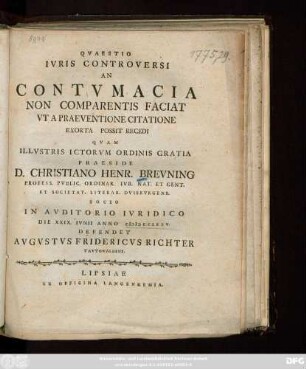 QVAESTIO
IVRIS CONTROVERSI
AN
CONTVMACIA
NON COMPARENTIS FACIAT
VT A PRAEVENTIONE CITATIONE
EXORTA POSSIT RECEDI
QVAM
ILLVSTRIS ICTORVM ORDINIS GRATIA
PRAESIDE
D. CHRISTIANO HENR. BREVNING
PROFESS. PVBLIC. ORDINAR. IVR. NAT. ET GENT.
ET SOCIETAT. LITERAR. DVISBVRGENS.
SOCIO
IN AVDITORIO IVRIDICO
DIE XXIX. IVNII ANNO
DEFENDET
AVGVSTVS FRIDERICVS RICHTER
LIPSIAE
EX OFFICINA LANGENHEMIA.